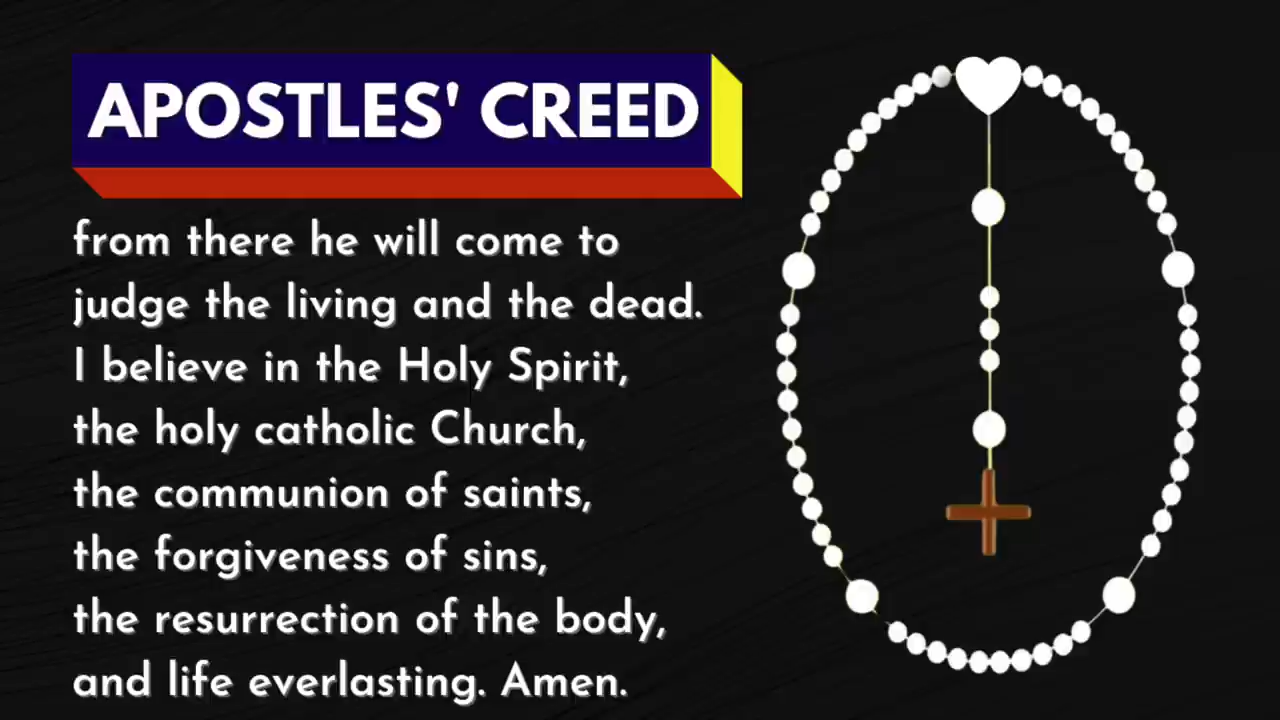 APOSTLES' CREED
from there he will come to
judge the living and the dead.
I believe in the Holy Spirit,
the holy catholic Church,
the communion of saints,
the forgiveness of sins,
the resurrection of the body,
and life everlasting. Amen.